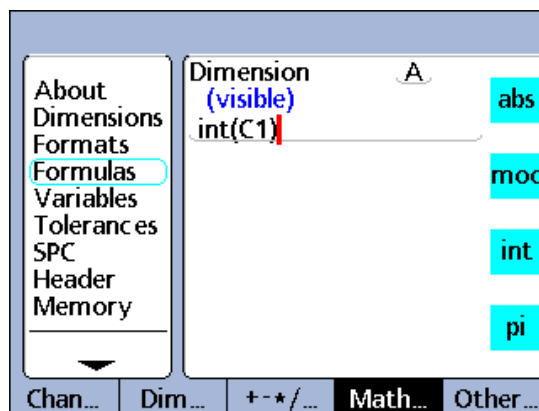 About
Dimensions
Formats
Formulas
Variables
Tolerances
SPC
Header
Memory
Dimension A
(visible)
int(C1)
abs
mod
int
pi
Chan... Dim... +-*/... Math... Other...